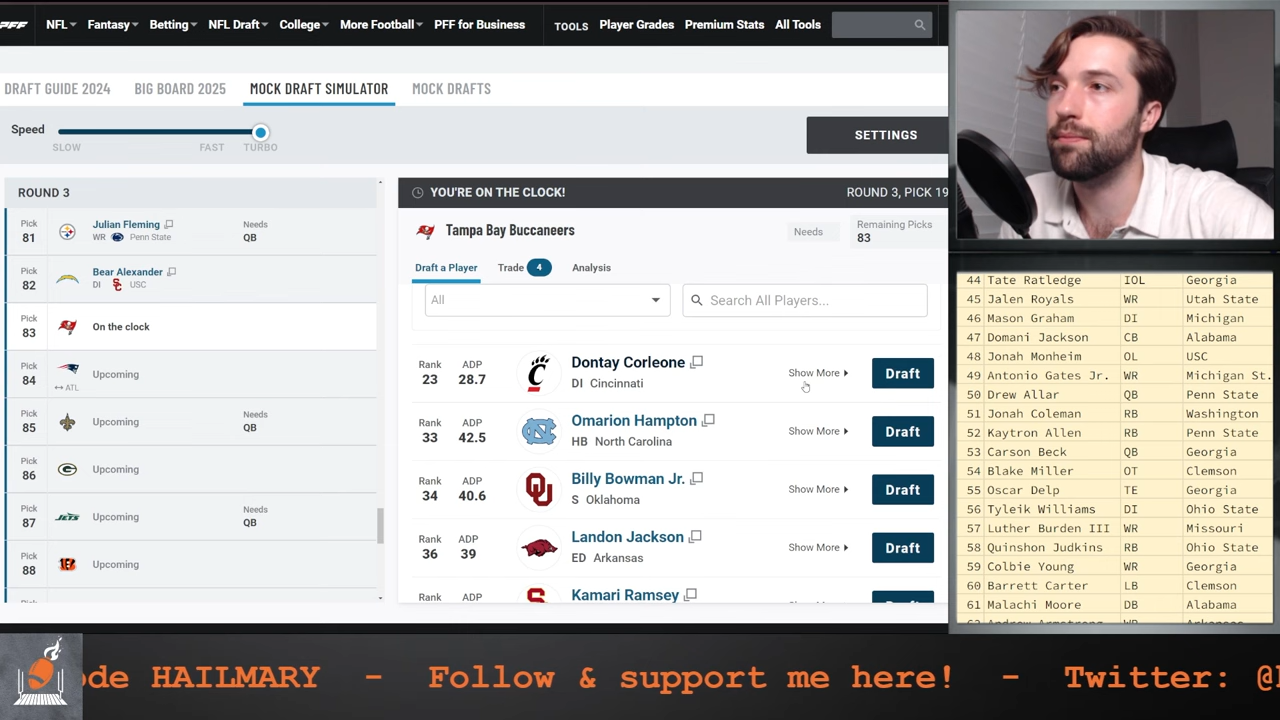 PFF
NFL Fantasy Betting NFL Draft College More Football PFF for Business TOOLS Player Grades Premium Stats All Tools
DRAFT GUIDE 2024 BIG BOARD 2025 MOCK DRAFT SIMULATOR MOCK DRAFTS
Speed
SLOW FAST TURBO
SETTINGS
ROUND 3
Pick 81 Julian Fleming Needs
WR Penn State QB
Pick 82 Bear Alexander
DI USC
Pick 83 On the clock
Pick 84 Upcoming
↔ ATL
Pick 85 Upcoming Needs QB
Pick 86 Upcoming
Pick 87 Upcoming Needs QB
Pick 88 Upcoming
YOU'RE ON THE CLOCK! ROUND 3, PICK 19
Tampa Bay Buccaneers Needs Remaining Picks
83
Draft a Player Trade 4 Analysis
All Search All Players...
Rank 23 ADP 28.7 Dontay Corleone Show More Draft
DI Cincinnati
Rank 33 ADP 42.5 Omarion Hampton Show More Draft
HB North Carolina
Rank 34 ADP 40.6 Billy Bowman Jr. Show More Draft
S Oklahoma
Rank 36 ADP 39 Landon Jackson Show More Draft
ED Arkansas
Rank ADP Kamari Ramsey
44 Tate Ratledge IOL Georgia
45 Jalen Royals WR Utah State
46 Mason Graham DI Michigan
47 Domani Jackson CB Alabama
48 Jonah Monheim OL USC
49 Antonio Gates Jr. WR Michigan St.
50 Drew Allar QB Penn State
51 Jonah Coleman RB Washington
52 Kaytron Allen RB Penn State
53 Carson Beck QB Georgia
54 Blake Miller OT Clemson
55 Oscar Delp TE Georgia
56 Tyleik Williams DI Ohio State
57 Luther Burden III WR Missouri
58 Quinshon Judkins RB Ohio State
59 Colbie Young WR Georgia
60 Barrett Carter LB Clemson
61 Malachi Moore DB Alabama
ode HAILMARY - Follow & support me here! - Twitter: @